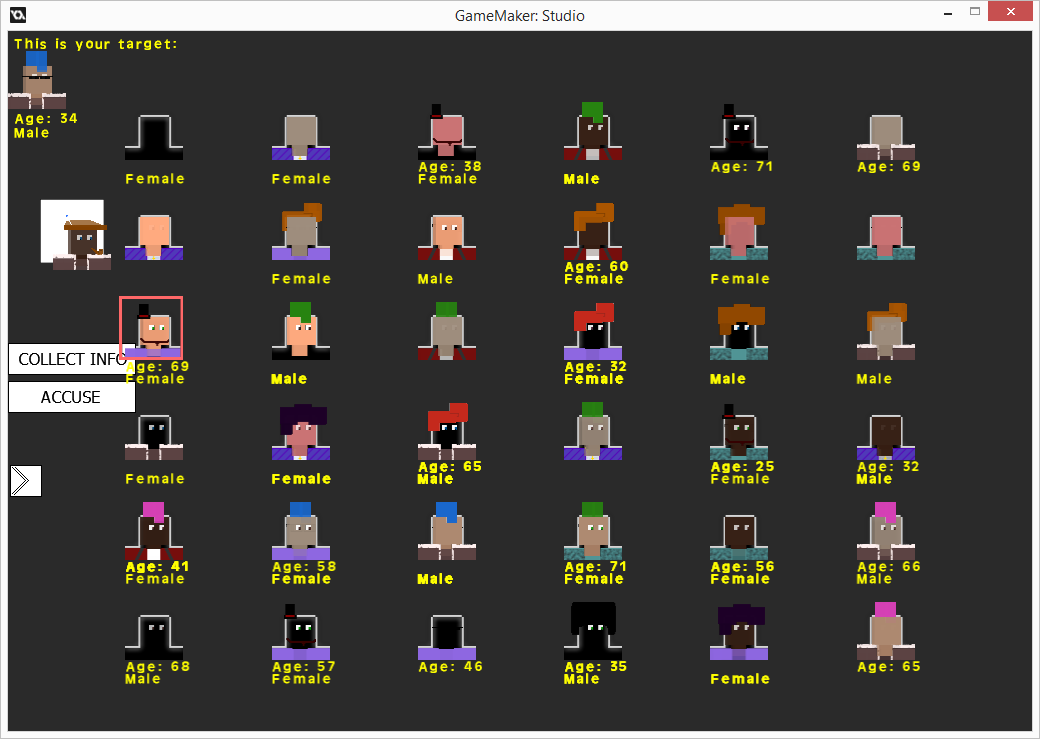 GameMaker: Studio
This is your target:
Age: 34
Male
Female
Female
Age: 38
Female
Male
Age: 71
Age: 69
Female
Male
Age: 60
Female
Female
COLLECT INFO
ACCUSE
Age: 69
Female
Male
Age: 32
Female
Male
Male
Female
Female
Age: 65
Male
Age: 25
Female
Age: 32
Male
Age: 41
Female
Age: 58
Female
Male
Age: 71
Female
Age: 56
Female
Age: 66
Male
Age: 68
Male
Age: 57
Female
Age: 46
Age: 35
Male
Female
Age: 65